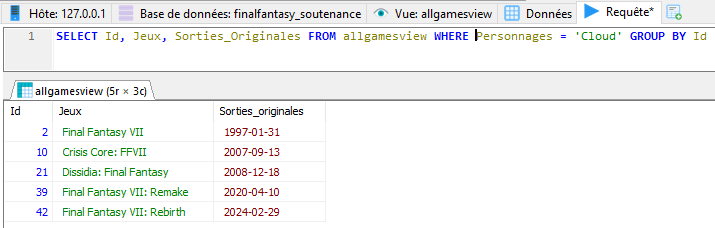 Hôte: 127.0.0.1 Base de données: finalfantasy_soutenance Vue: allgamesview Données Requête*
1 SELECT Id, Jeux, Sorties_Originales FROM allgamesview WHERE Personnages = 'Cloud' GROUP BY Id
allgamesview (5r × 3c)
Id Jeux Sorties_originales
2 Final Fantasy VII 1997-01-31
10 Crisis Core: FFVII 2007-09-13
21 Dissidia: Final Fantasy 2008-12-18
39 Final Fantasy VII: Remake 2020-04-10
42 Final Fantasy VII: Rebirth 2024-02-29